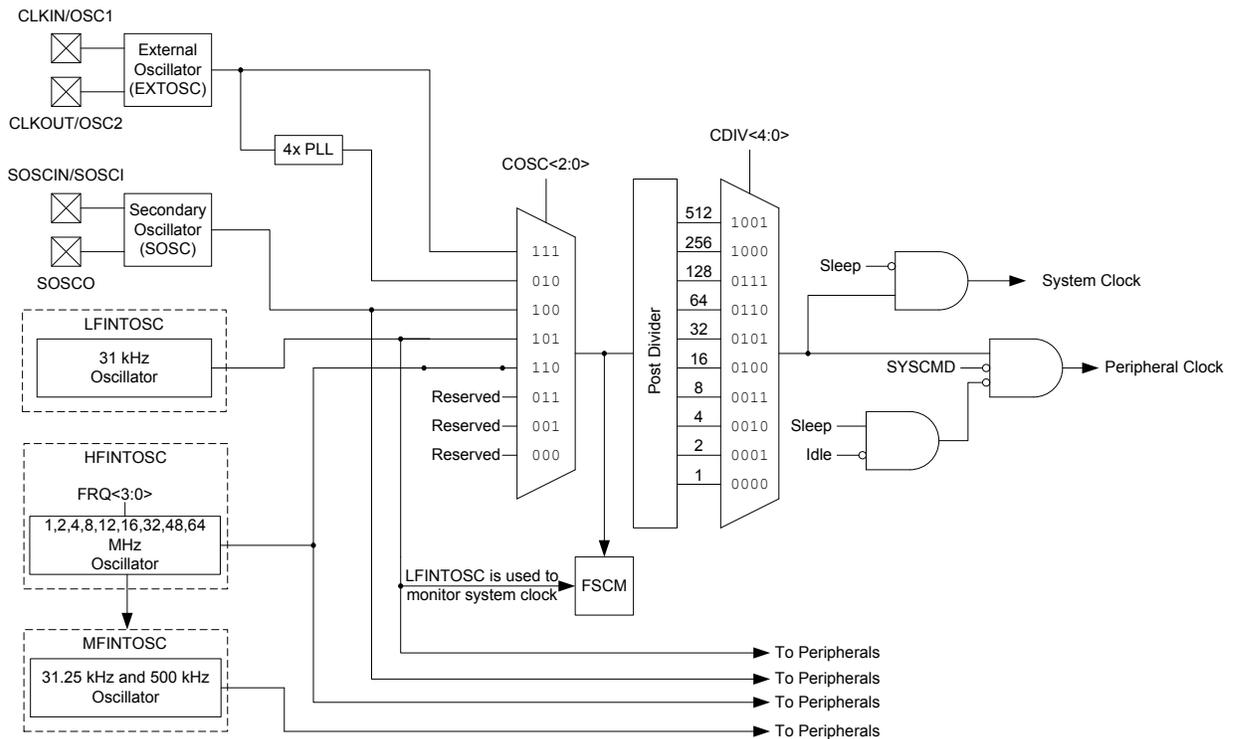 CLKIN/OSC1
External
Oscillator
(EXTOSC)
CLKOUT/OSC2
4x PLL
SOSCIN/SOSCI
Secondary
Oscillator
(SOSC)
SOSCO
LFINTOSC
31 kHz
Oscillator
HFINTOSC
FRQ<3:0>
1,2,4,8,12,16,32,48,64
MHz
Oscillator
MFINTOSC
31.25 kHz and 500 kHz
Oscillator
COSC<2:0>
111
010
100
101
110
Reserved 011
Reserved 001
Reserved 000
LFINTOSC is used to
monitor system clock
FSCM
Post Divider
CDIV<4:0>
512 1001
256 1000
128 0111
64 0110
32 0101
16 0100
8 0011
4 0010
2 0001
1 0000
Sleep
System Clock
SYSCMD
Peripheral Clock
Sleep
Idle
To Peripherals
To Peripherals
To Peripherals
To Peripherals